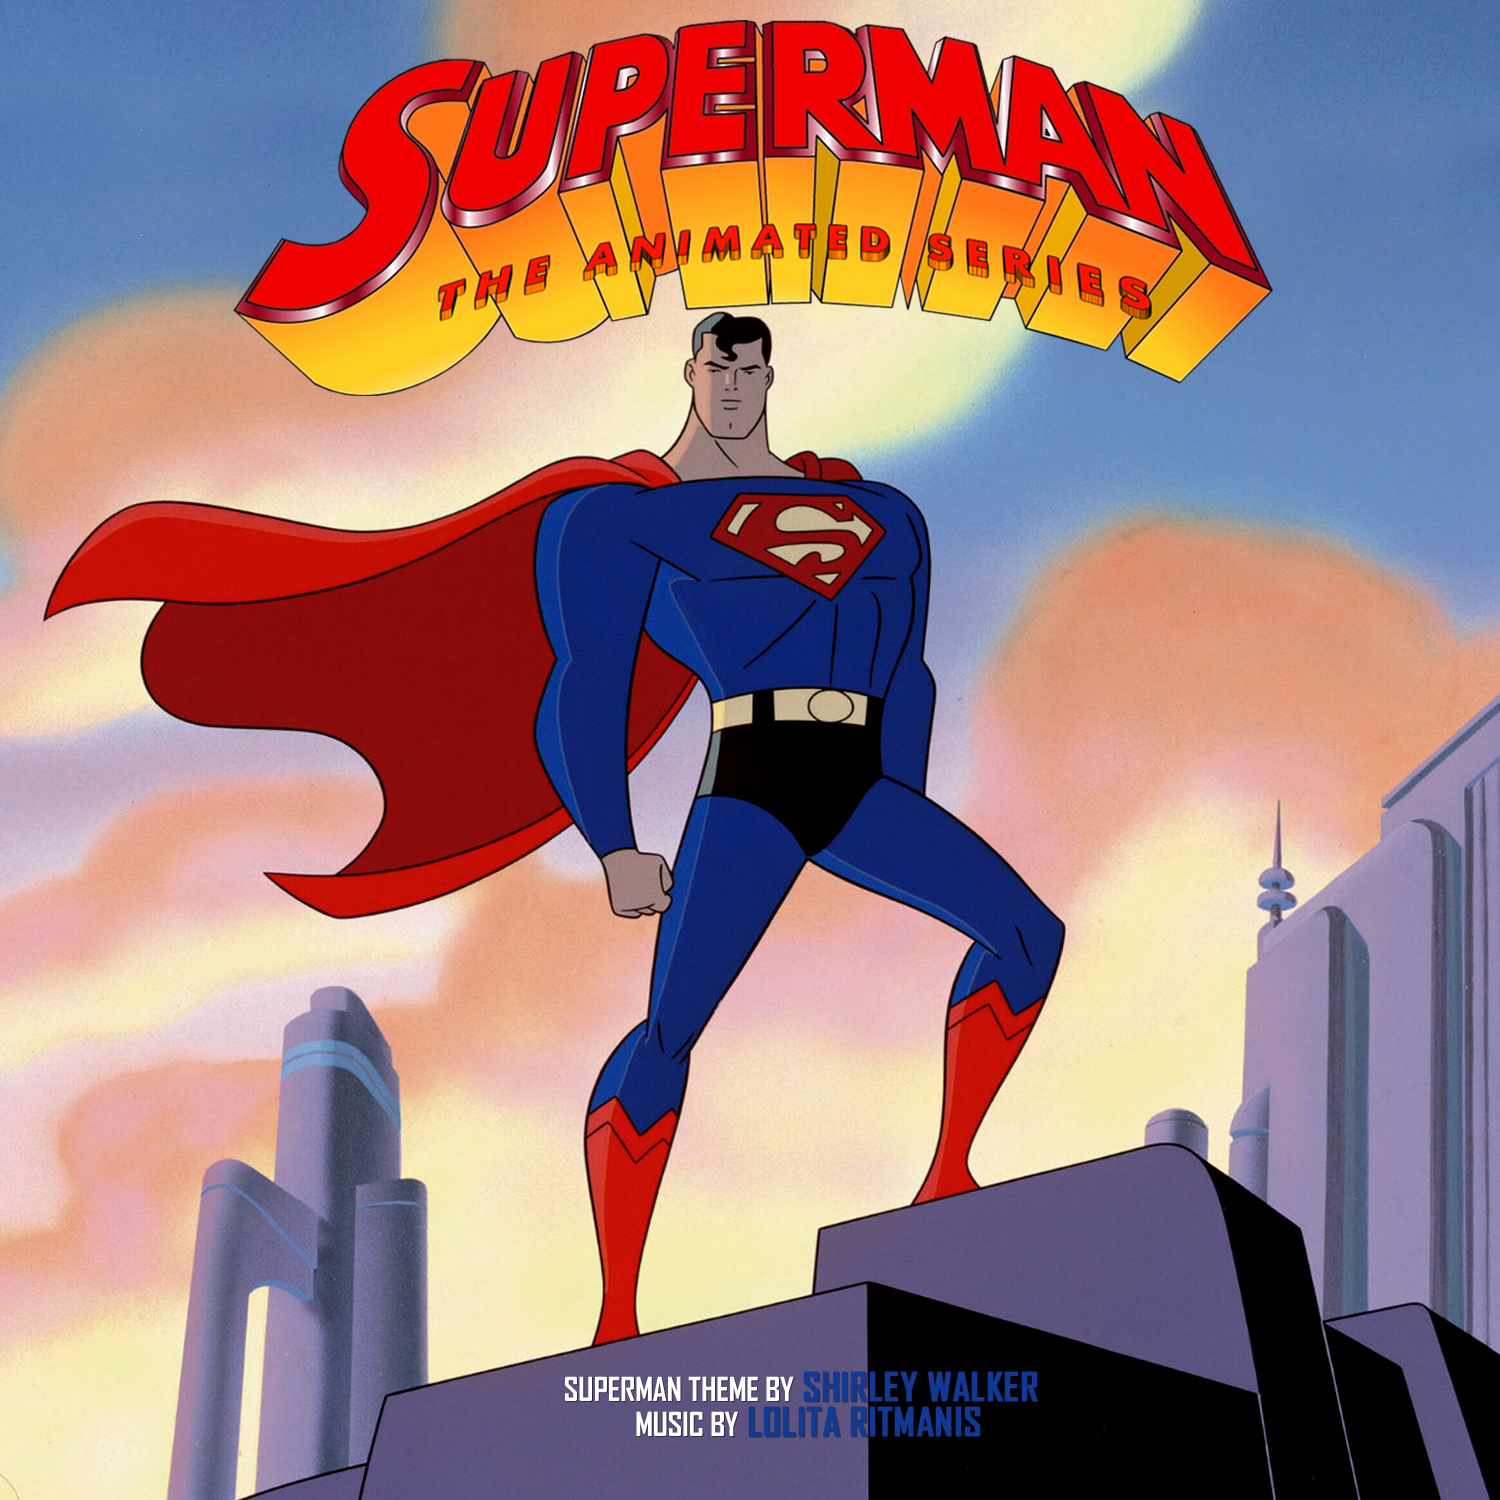 SUPERMAN
THE ANIMATED SERIES
S
SUPERMAN THEME BY SHIRLEY WALKER
MUSIC BY LOLITA RITMANIS